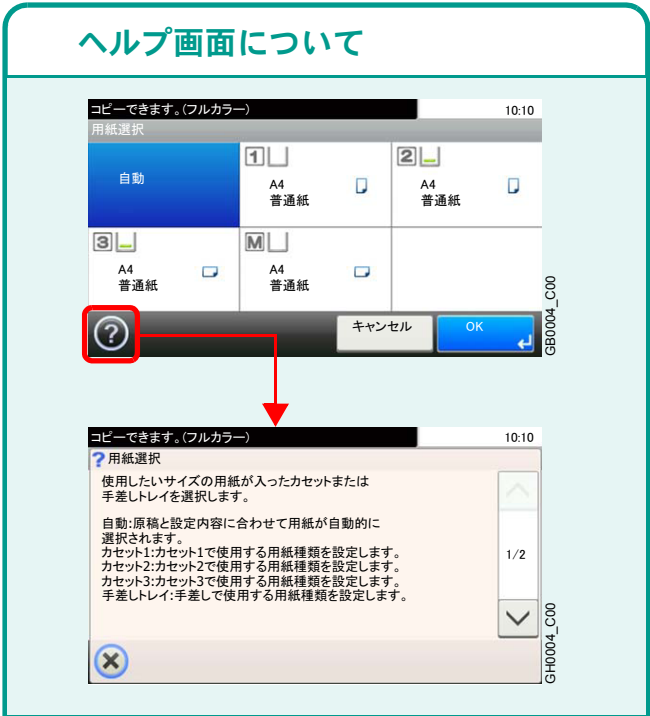 ヘルプ画面について
コピーできます。(フルカラー)
10:10
用紙選択
自動
1
A4
普通紙
2
A4
普通紙
3
A4
普通紙
M
A4
普通紙
?
キャンセル
OK
GB0004_C00
コピーできます。(フルカラー)
10:10
?用紙選択
使用したいサイズの用紙が入ったカセットまたは
手差しトレイを選択します。
自動:原稿と設定内容に合わせて用紙が自動的に
選択されます。
カセット1:カセット1で使用する用紙種類を設定します。
カセット2:カセット2で使用する用紙種類を設定します。
カセット3:カセット3で使用する用紙種類を設定します。
手差しトレイ:手差しで使用する用紙種類を設定します。
1/2
GH0004_C00